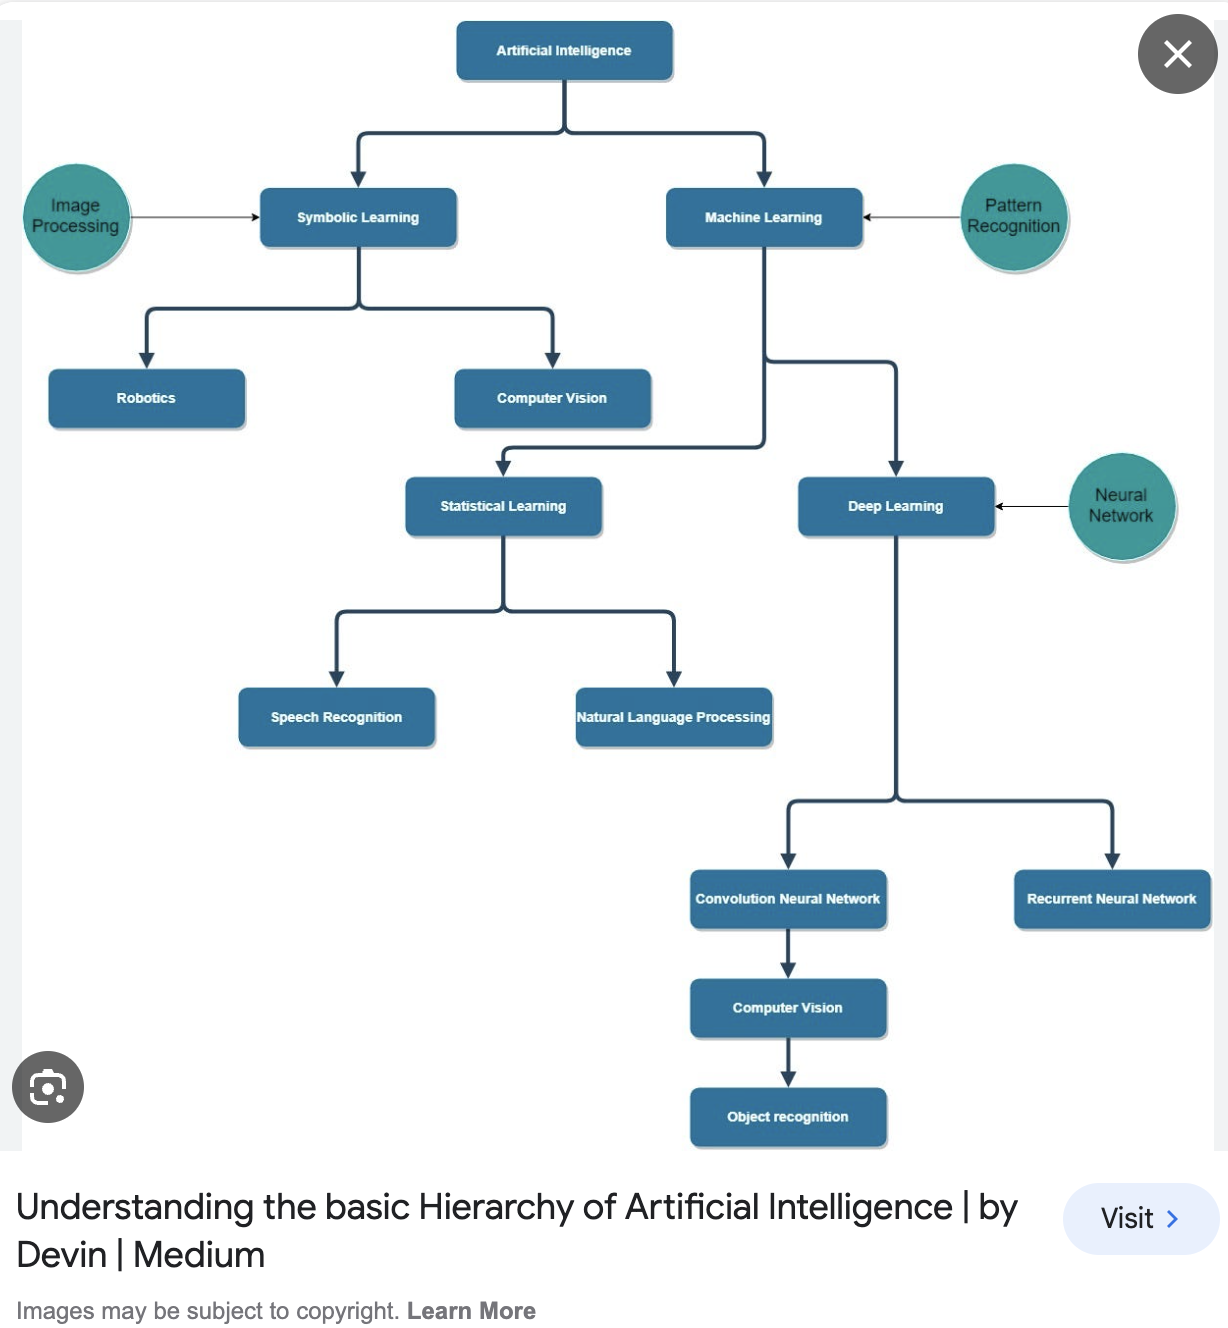 Artificial Intelligence
Image
Processing
Symbolic Learning
Machine Learning
Pattern
Recognition
Robotics
Computer Vision
Statistical Learning
Deep Learning
Neural
Network
Speech Recognition
Natural Language Processing
Convolution Neural Network
Recurrent Neural Network
Computer Vision
Object recognition
Understanding the basic Hierarchy of Artificial Intelligence | by
Devin | Medium
Visit
Images may be subject to copyright. Learn More